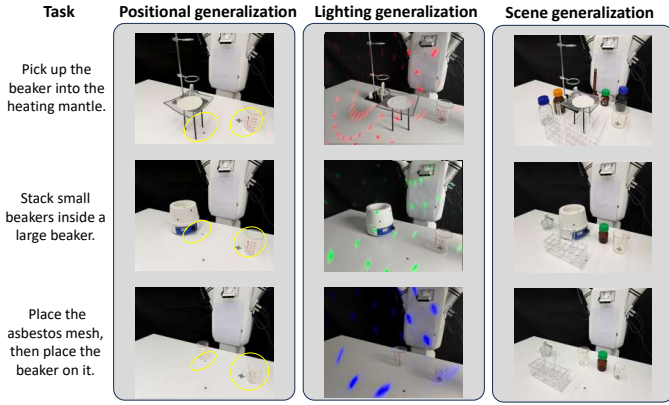 Task
Positional generalization
Lighting generalization
Scene generalization
Pick up the
beaker into the
heating mantle.
Stack small
beakers inside a
large beaker.
Place the
asbestos mesh,
then place the
beaker on it.